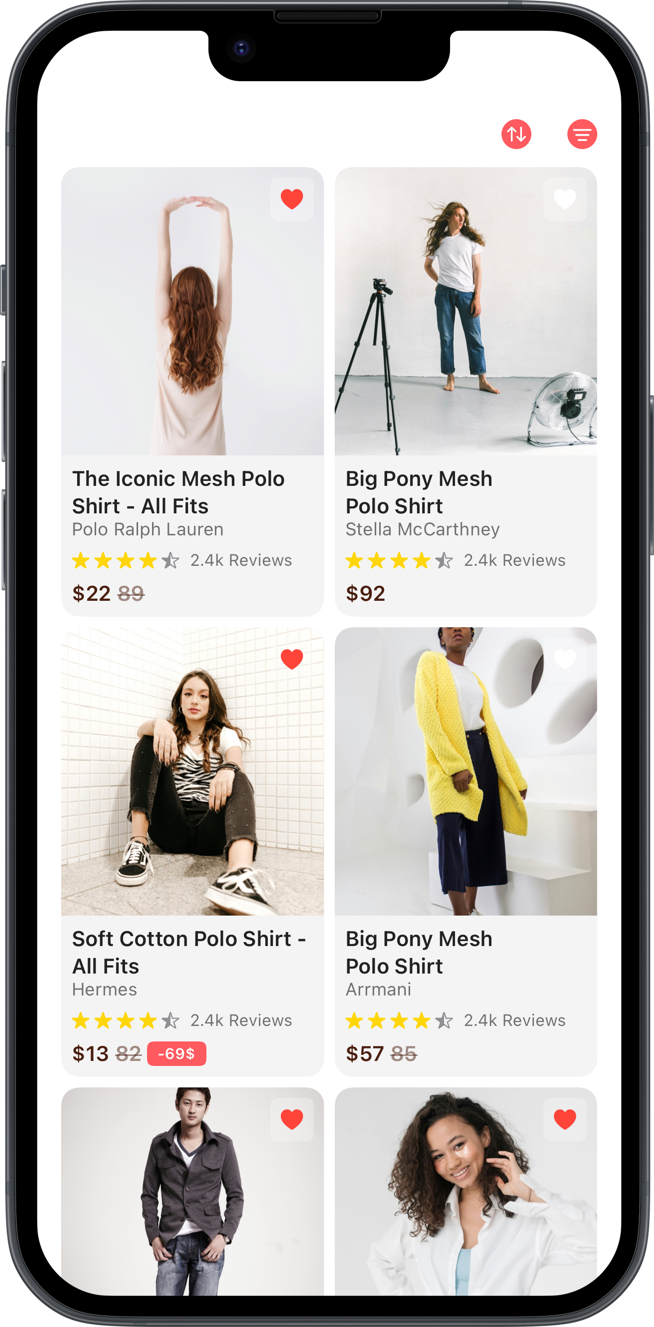 The Iconic Mesh Polo
Shirt - All Fits
Polo Ralph Lauren
2.4k Reviews
$22 89
Big Pony Mesh
Polo Shirt
Stella McCarthney
2.4k Reviews
$92
Soft Cotton Polo Shirt -
All Fits
Hermes
2.4k Reviews
$13 82 -69$
Big Pony Mesh
Polo Shirt
Arrmani
2.4k Reviews
$57 85